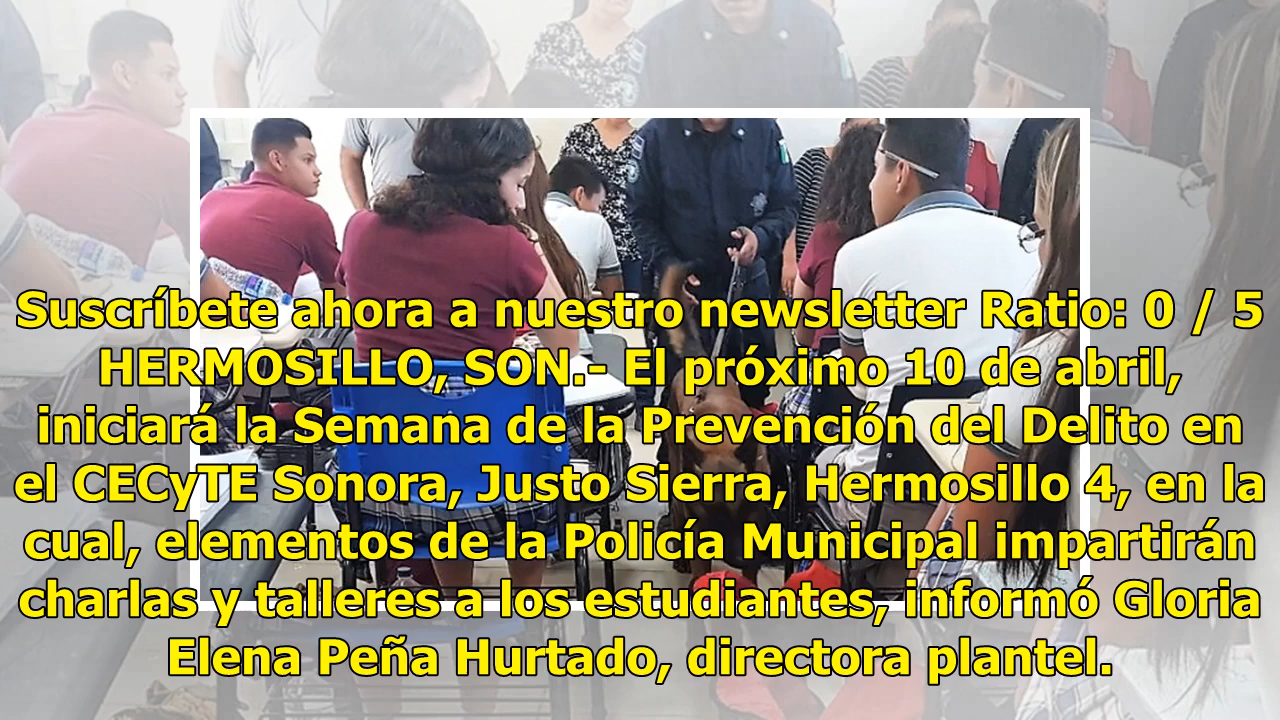 Suscríbete ahora a nuestro newsletter Ratio: 0 / 5
HERMOSILLO, SON.- El próximo 10 de abril,
iniciará la Semana de la Prevención del Delito en
el CECyTE Sonora, Justo Sierra, Hermosillo 4, en la
cual, elementos de la Policía Municipal impartirán
charlas y talleres a los estudiantes, informó Gloria
Elena Peña Hurtado, directora plantel.